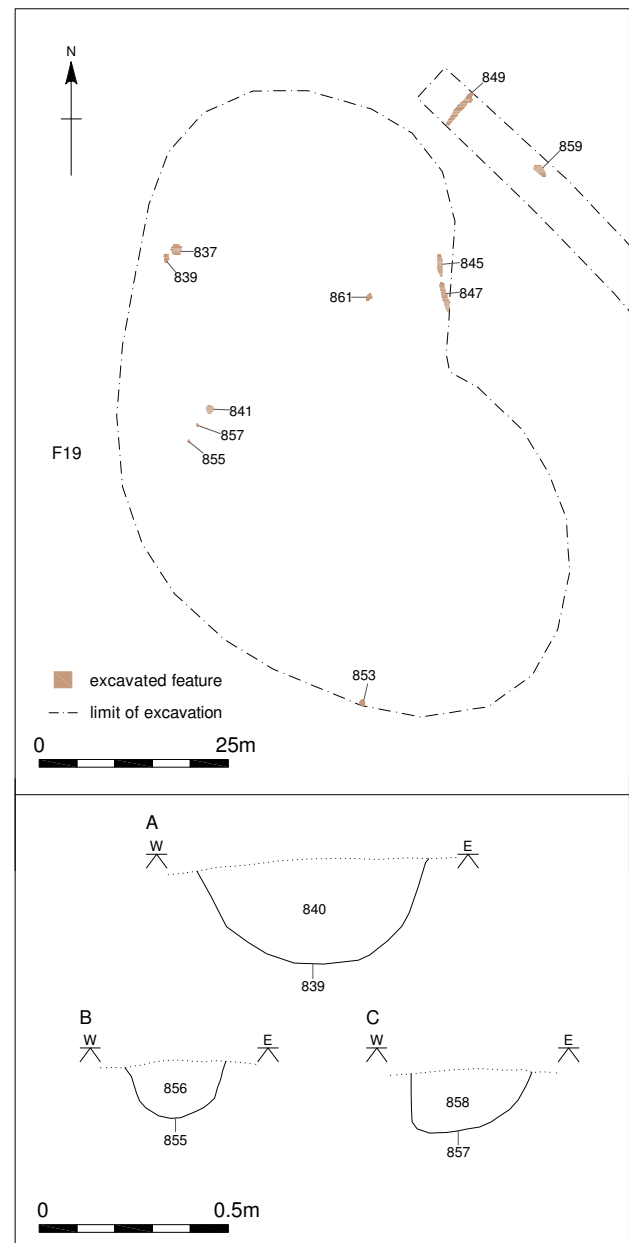 N
849
859
837
839
845
847
861
841
857
855
F19
853
excavated feature
limit of excavation
0 25m
A
W E
840
839
B C
W E W E
856 858
855 857
0 0.5m